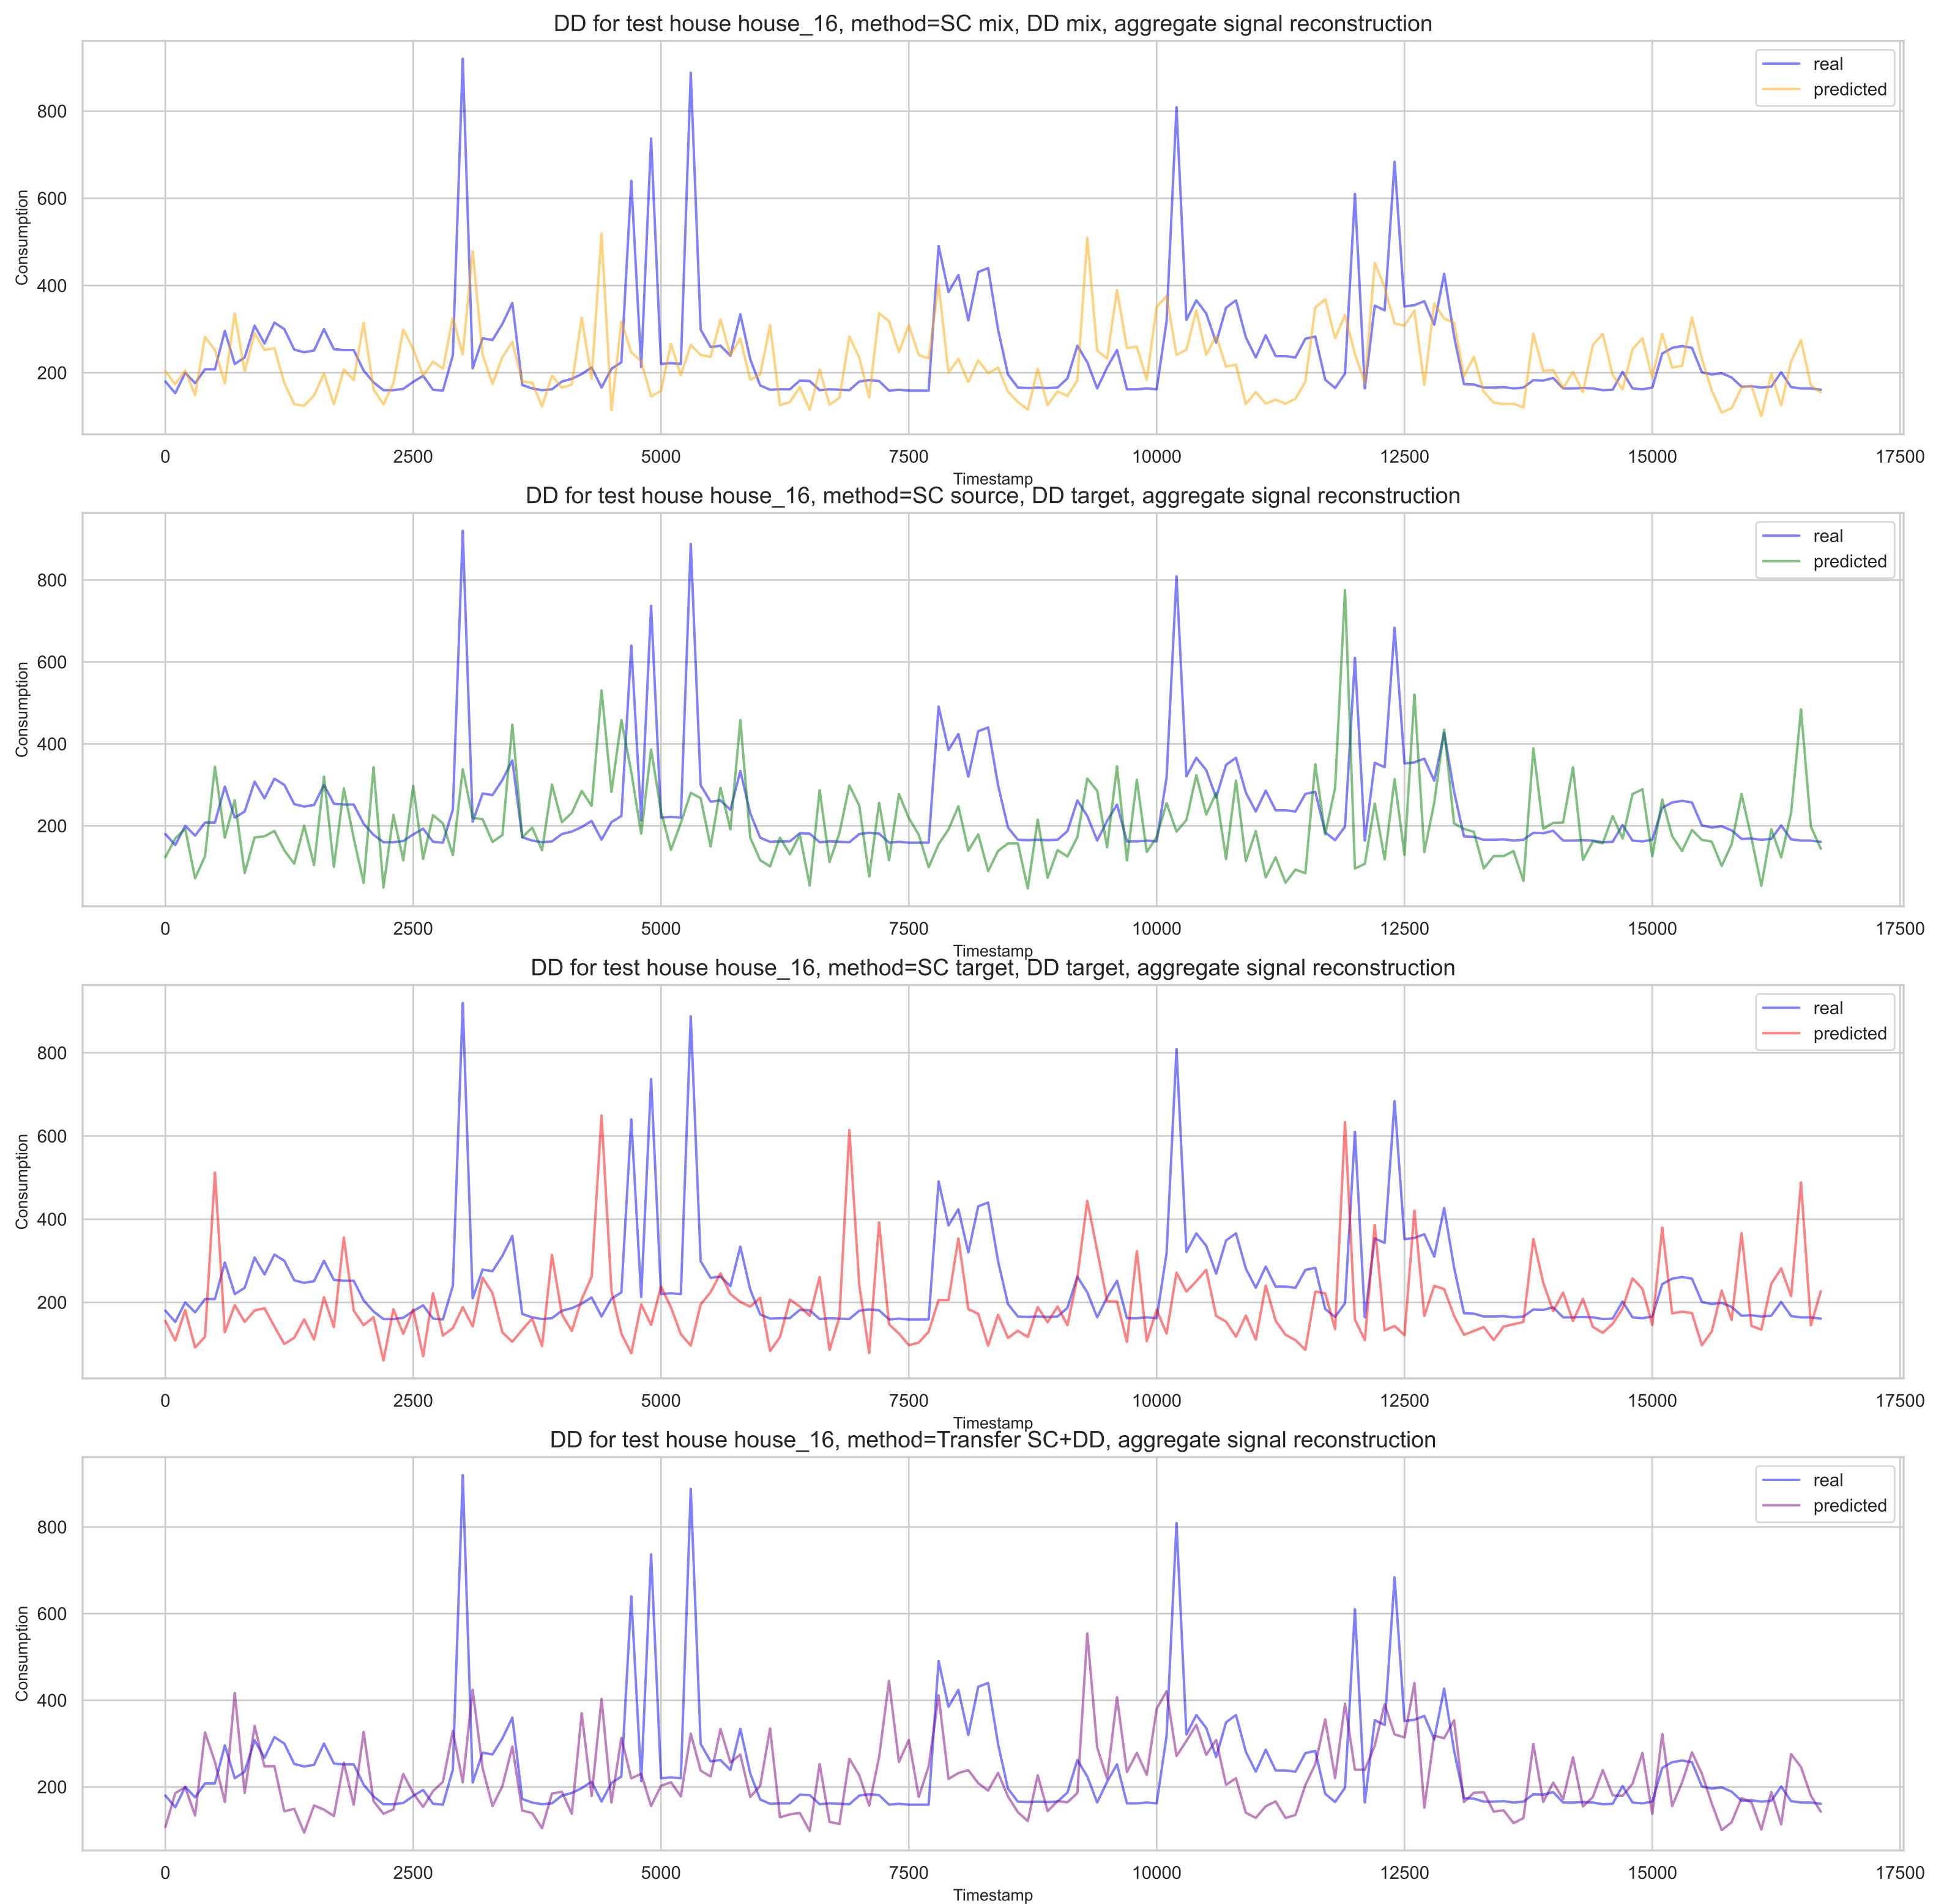 DD for test house house_16, method=SC mix, DD mix, aggregate signal reconstruction
real
predicted
800
600
400
200
Consumption
0 2500 5000 7500 10000 12500 15000 17500
Timestamp
DD for test house house_16, method=SC source, DD target, aggregate signal reconstruction
real
predicted
800
600
400
200
Consumption
0 2500 5000 7500 10000 12500 15000 17500
Timestamp
DD for test house house_16, method=SC target, DD target, aggregate signal reconstruction
real
predicted
800
600
400
200
Consumption
0 2500 5000 7500 10000 12500 15000 17500
Timestamp
DD for test house house_16, method=Transfer SC+DD, aggregate signal reconstruction
real
predicted
800
600
400
200
Consumption
0 2500 5000 7500 10000 12500 15000 17500
Timestamp